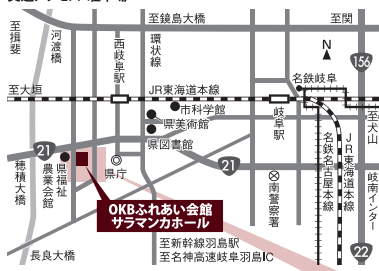 至鏡島大橋
至関
至揖斐
河渡橋
西岐阜駅
環状線
N
156
名鉄岐阜
至大垣
JR東海道本線
市科学館
県美術館
県図書館
岐阜駅
至犬山
21
21
穂積大橋
県福祉
農業会館
県庁
南警察署
名鉄名古屋本線
JR東海道本線
岐南インター
OKBふれあい会館
サラマンカホール
長良大橋
至新幹線羽島駅
至名神高速岐阜羽島IC
22